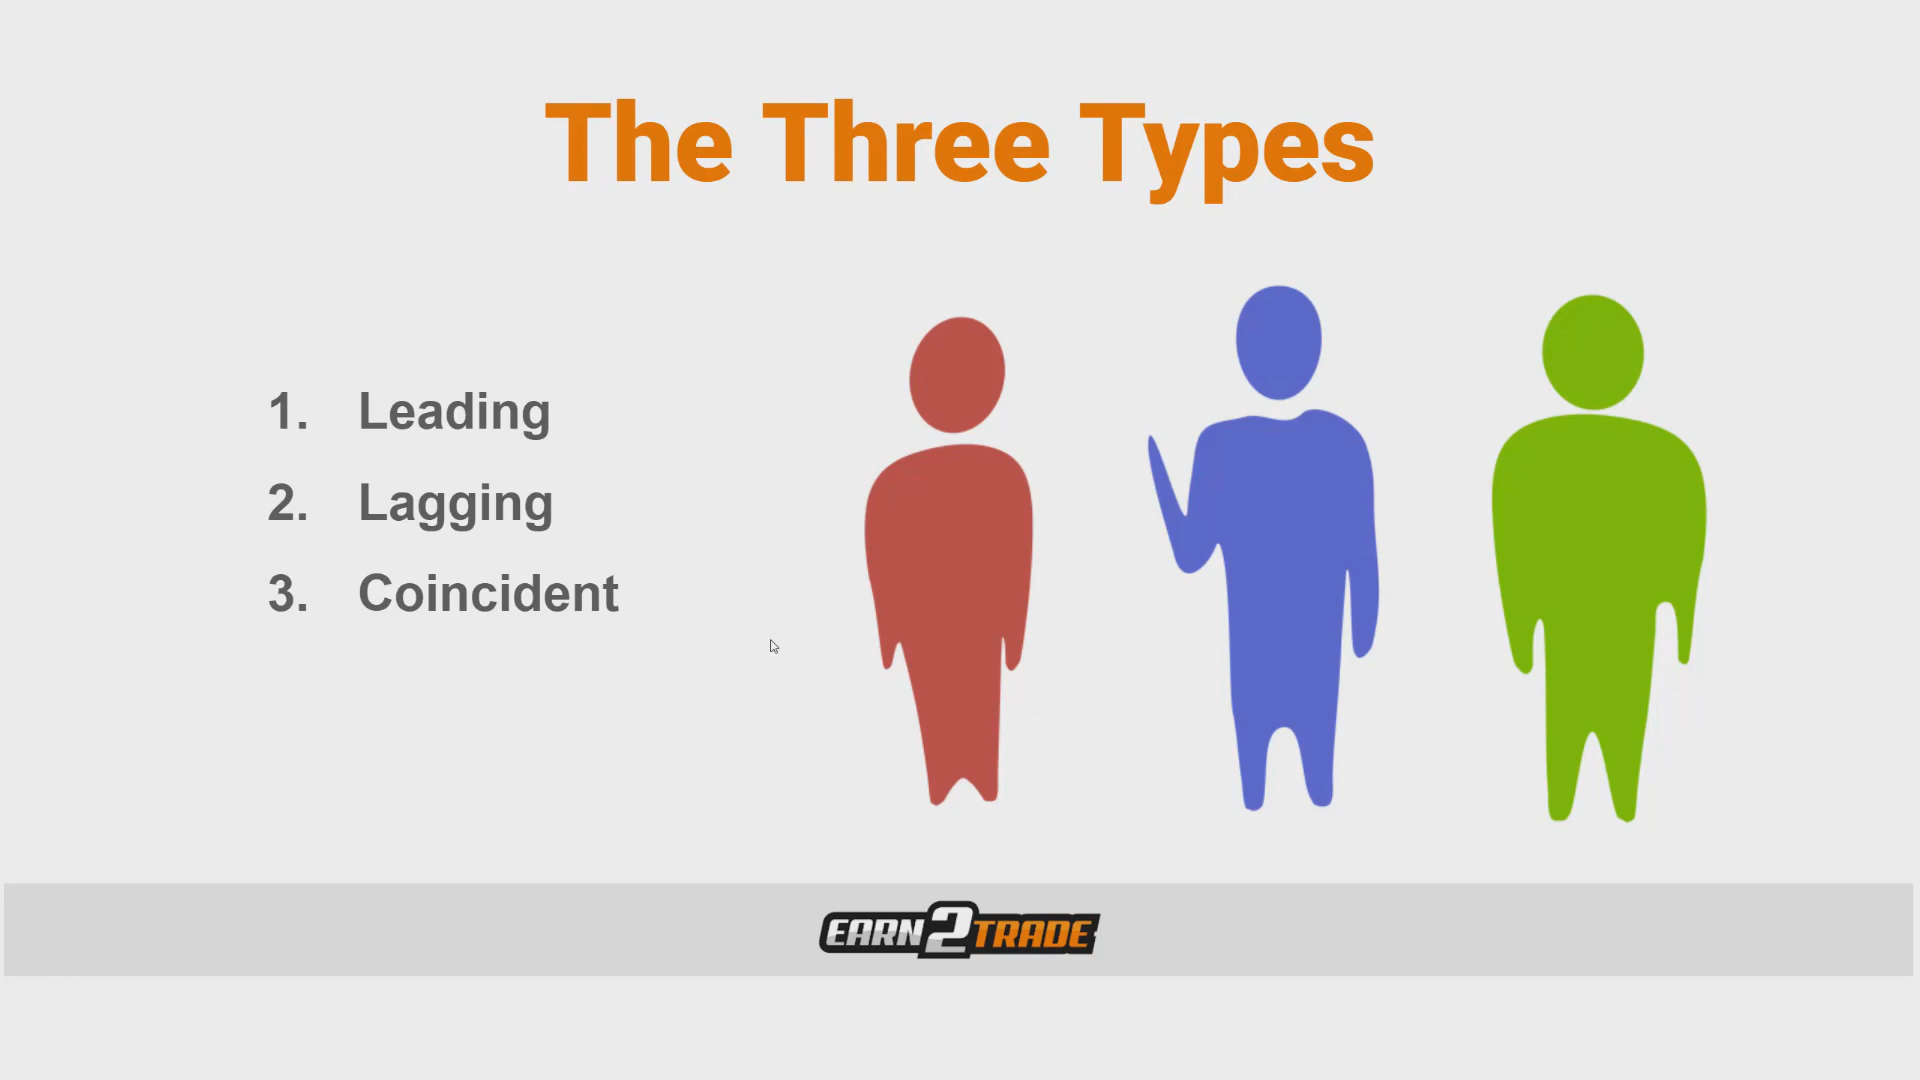 The Three Types
1. Leading
2. Lagging
3. Coincident
EARN2TRADE